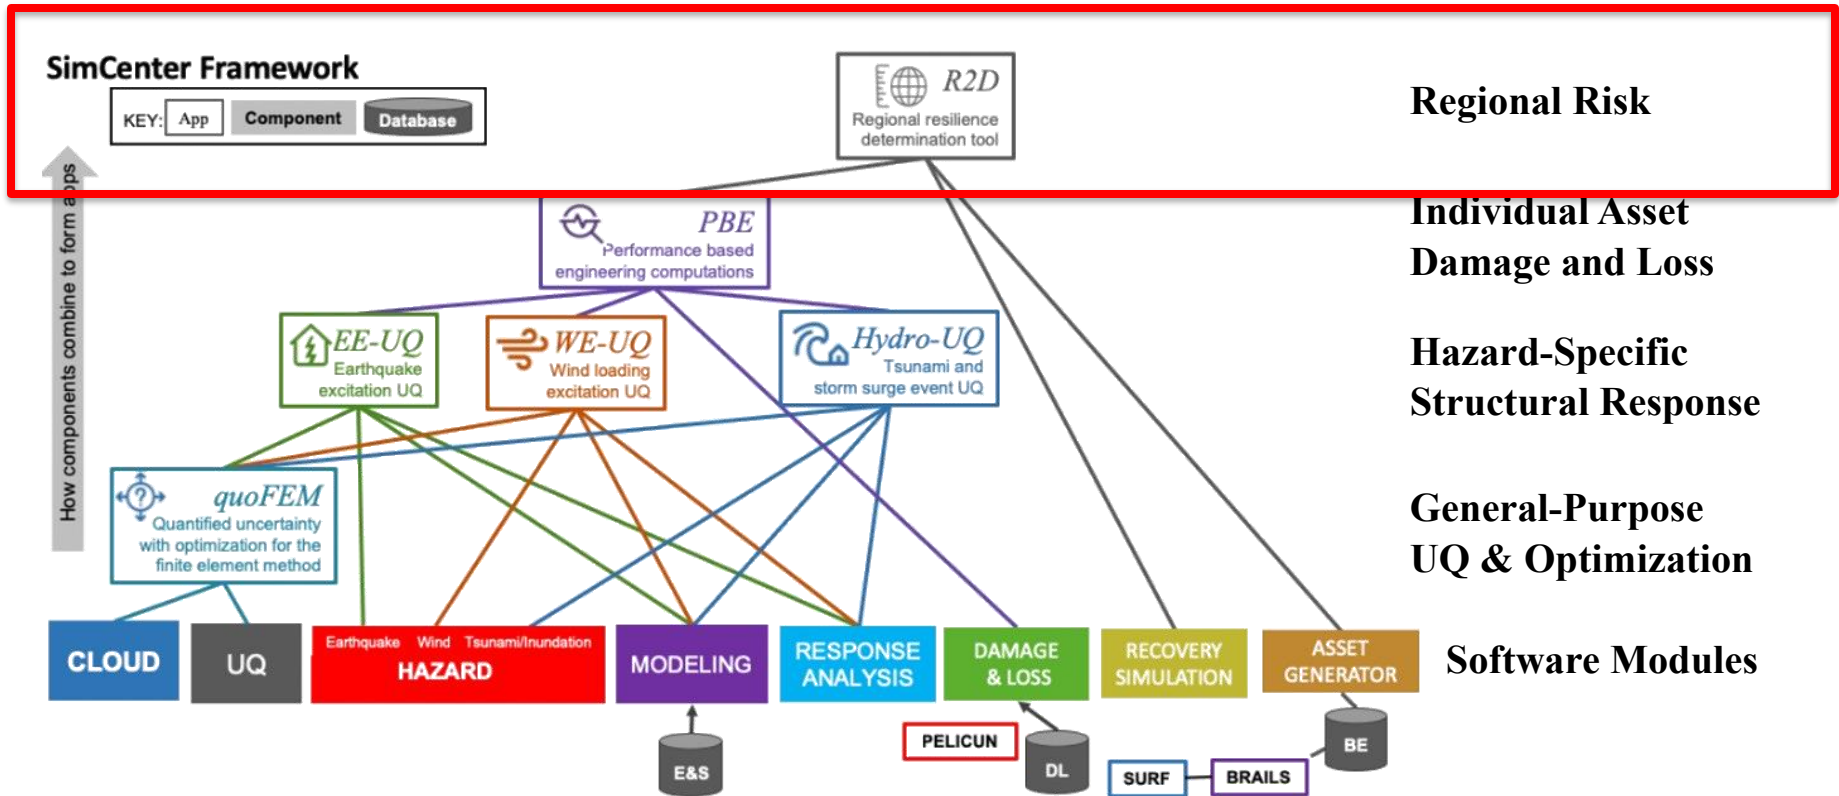 SimCenter Framework
KEY:
App
Component
Database
R2D
Regional resilience
determination tool
Regional Risk
How components combine to form apps
PBE
Performance based
engineering computations
Individual Asset
Damage and Loss
EE-UQ
Earthquake
excitation UQ
WE-UQ
Wind loading
excitation UQ
Hydro-UQ
Tsunami and
storm surge event UQ
Hazard-Specific
Structural Response
quoFEM
Quantified uncertainty
with optimization for the
finite element method
General-Purpose
UQ & Optimization
CLOUD
UQ
Earthquake Wind Tsunami/Inundation
HAZARD
MODELING
RESPONSE
ANALYSIS
DAMAGE
& LOSS
RECOVERY
SIMULATION
ASSET
GENERATOR
Software Modules
E&S
PELICUN
DL
SURF
BRAILS
BE